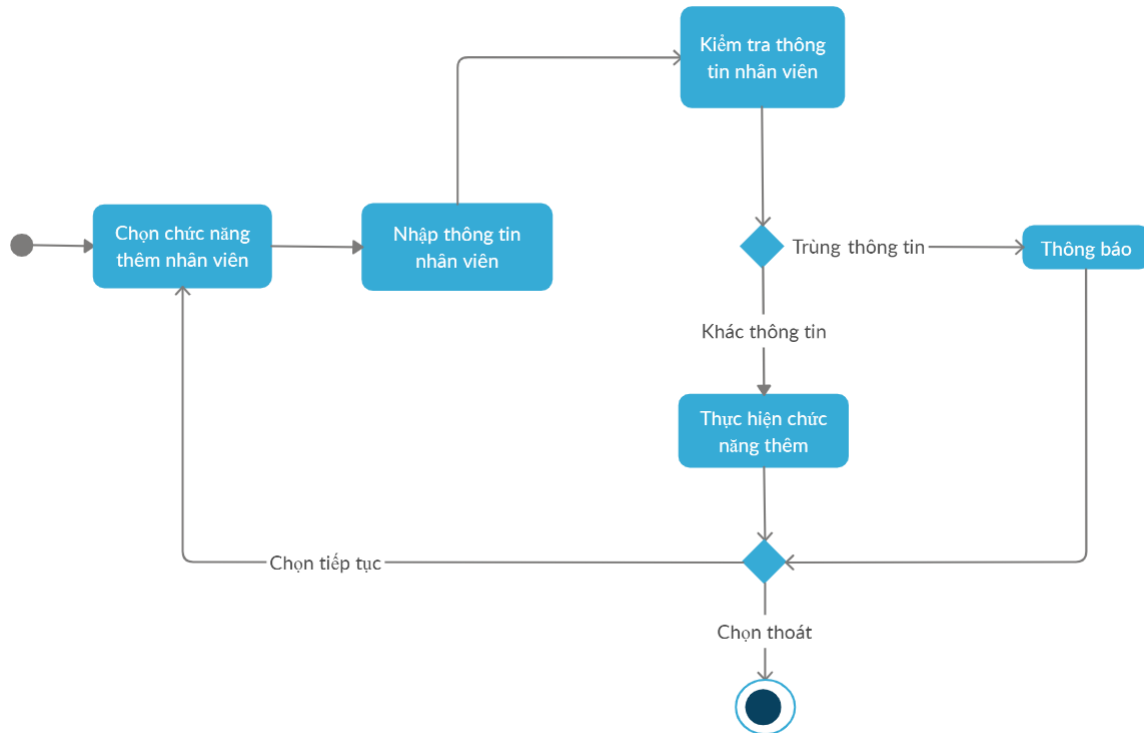 Kiểm tra thông
tin nhân viên
Chọn chức năng
thêm nhân viên
Nhập thông tin
nhân viên
Trùng thông tin
Thông báo
Khác thông tin
Thực hiện chức
năng thêm
Chọn tiếp tục
Chọn thoát